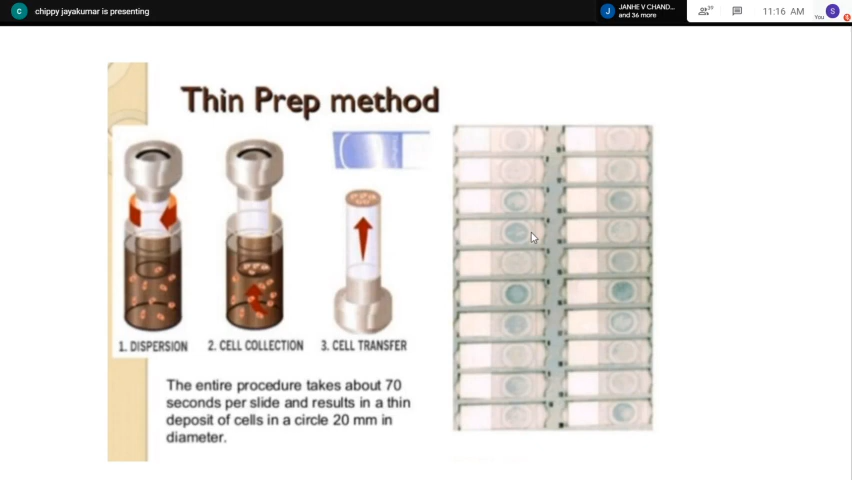 c chippy jayakumar is presenting
J JANHE V CHAND...
and 36 more
39
11:16 AM
You
S
Thin Prep method
1. DISPERSION
2. CELL COLLECTION
3. CELL TRANSFER
The entire procedure takes about 70
seconds per slide and results in a thin
deposit of cells in a circle 20 mm in
diameter.